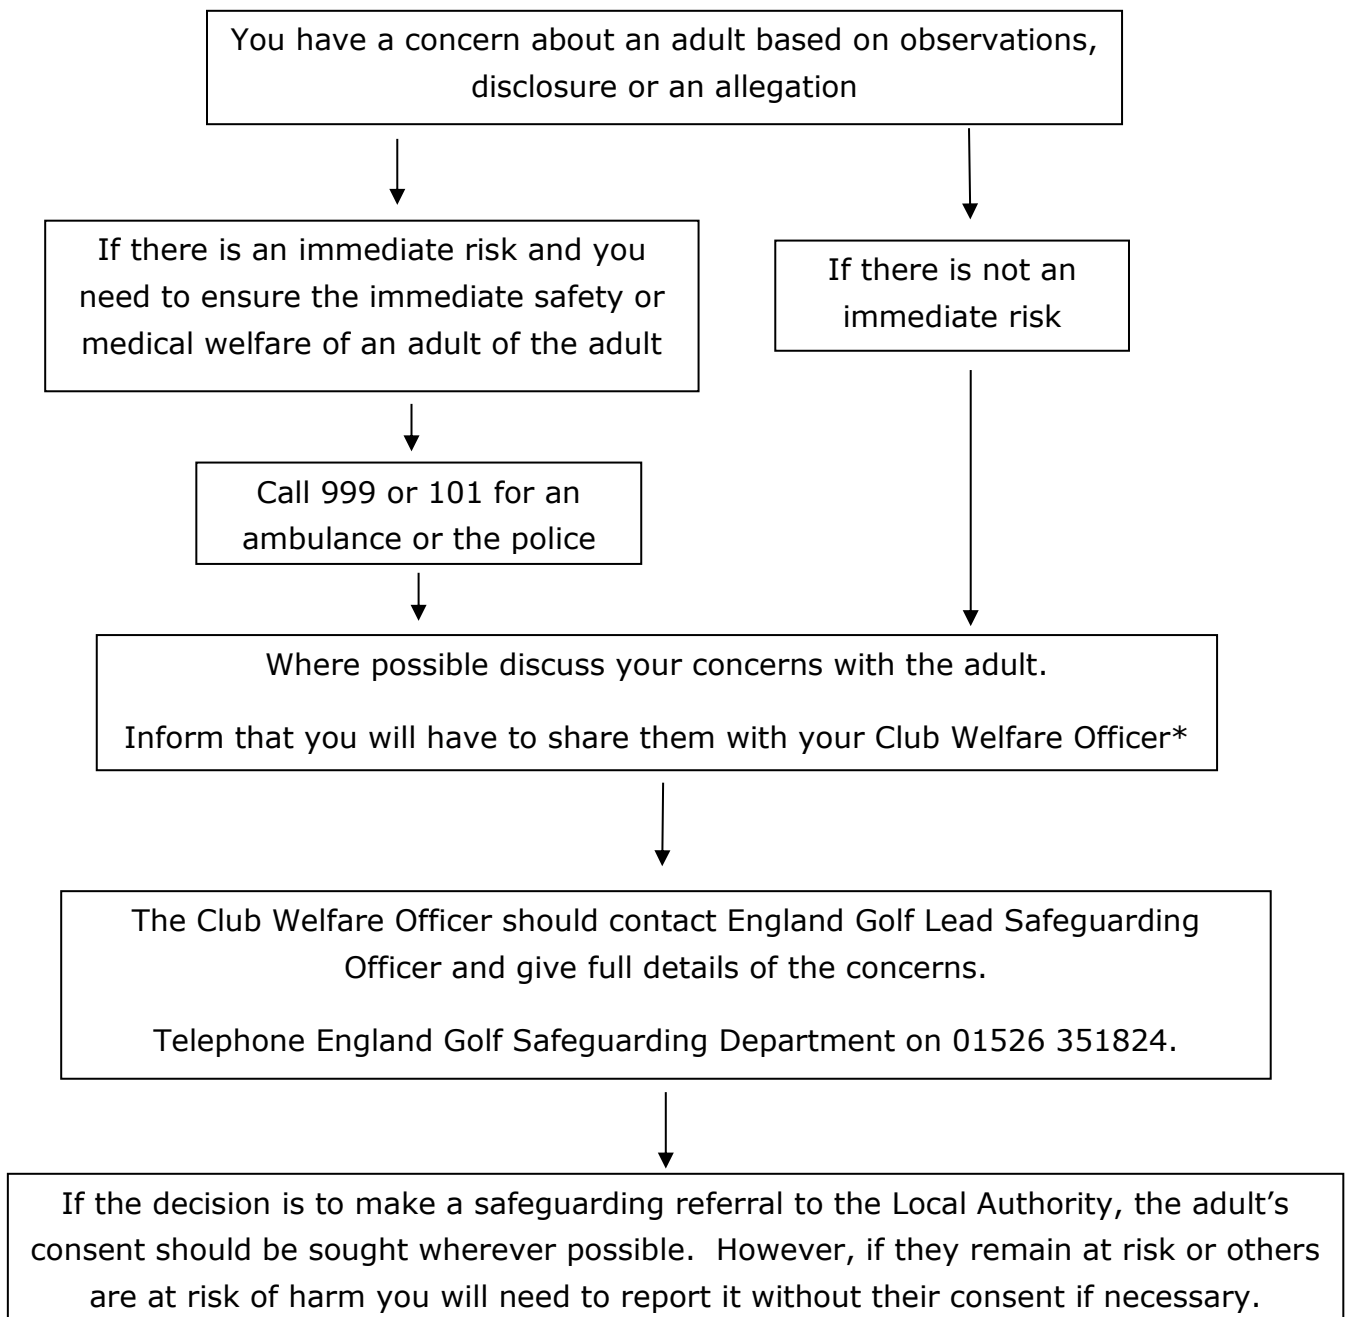 You have a concern about an adult based on observations,
disclosure or an allegation
If there is an immediate risk and you
need to ensure the immediate safety or
medical welfare of an adult of the adult
If there is not an
immediate risk
Call 999 or 101 for an
ambulance or the police
Where possible discuss your concerns with the adult.
Inform that you will have to share them with your Club Welfare Officer*
The Club Welfare Officer should contact England Golf Lead Safeguarding
Officer and give full details of the concerns.
Telephone England Golf Safeguarding Department on 01526 351824.
If the decision is to make a safeguarding referral to the Local Authority, the adult’s
consent should be sought wherever possible.  However, if they remain at risk or others
are at risk of harm you will need to report it without their consent if necessary.